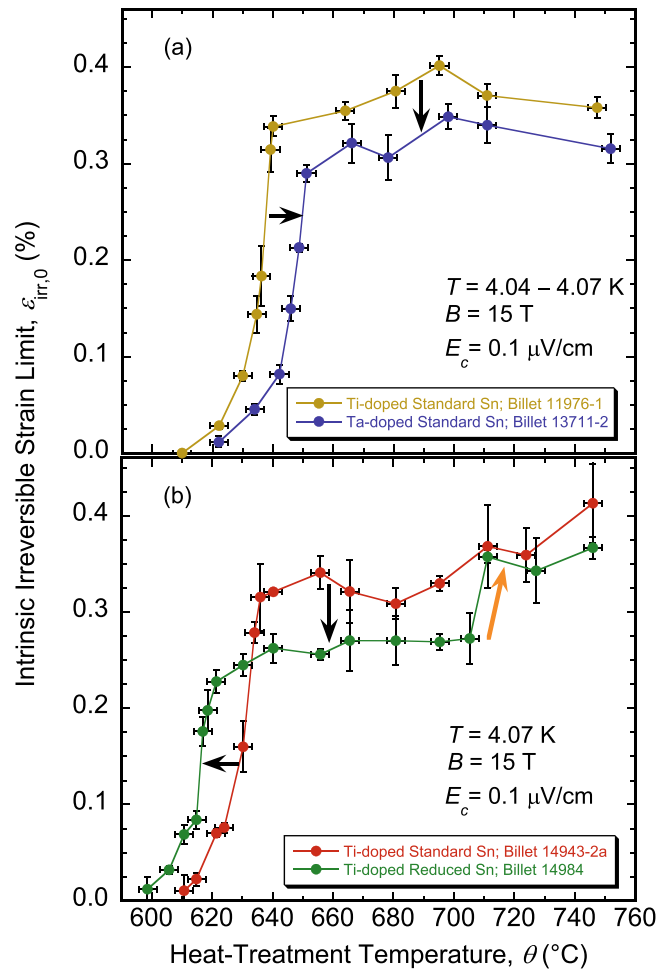 (a)
0.4
0.3
0.2
0.1
0.0
T = 4.04 – 4.07 K
B = 15 T
E_c = 0.1 μV/cm
Ti-doped Standard Sn; Billet 11976-1
Ta-doped Standard Sn; Billet 13711-2
Intrinsic Irreversible Strain Limit, ε_irr,0 (%)
(b)
0.4
0.3
0.2
0.1
0.0
T = 4.07 K
B = 15 T
E_c = 0.1 μV/cm
Ti-doped Standard Sn; Billet 14943-2a
Ti-doped Reduced Sn; Billet 14984
600 620 640 660 680 700 720 740 760
Heat-Treatment Temperature, θ (°C)